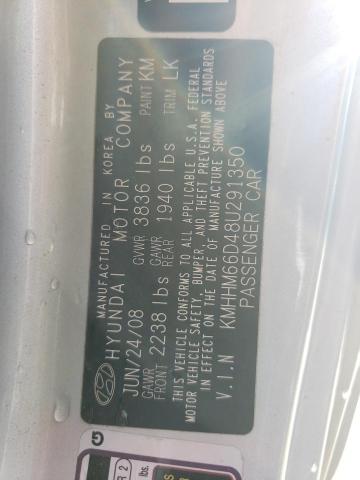 MANUFACTURED IN KOREA BY
HYUNDAI MOTOR COMPANY
JUN/24/08 GVWR 3836 lbs PAINT KM
GAWR FRONT 2238 lbs GAWR REAR 1940 lbs TRIM LK
THIS VEHICLE CONFORMS TO ALL APPLICABLE U.S.A. FEDERAL
MOTOR VEHICLE SAFETY, BUMPER, AND THEFT PREVENTION STANDARDS
IN EFFECT ON THE DATE OF MANUFACTURE SHOWN ABOVE
V.I.N KMHHM66D48U291350
PASSENGER CAR
R 2
lbs.